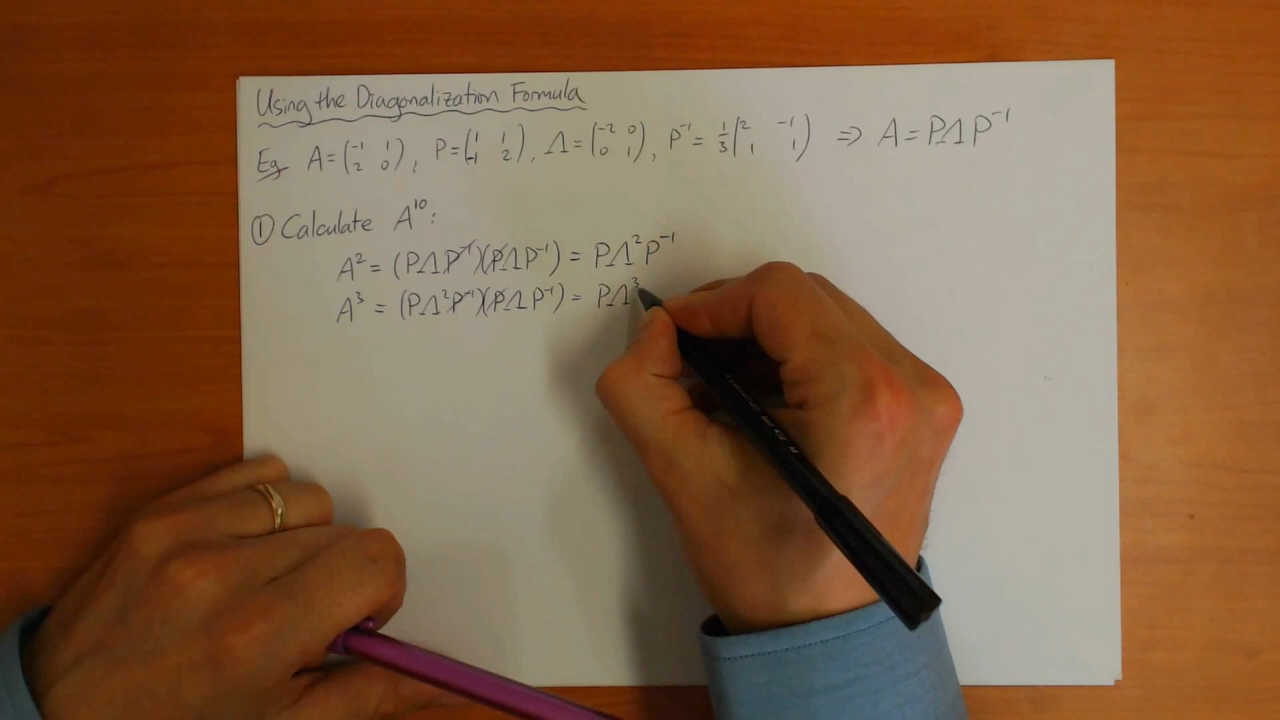 Using the Diagonalization Formula
Eg A = (-1 1 2 0), P = (1 1 -1 2), Λ = (-2 0 0 1), P⁻¹ = 1/3 (2 -1 1 1) ⇒ A = PΛP⁻¹
① Calculate A¹⁰:
A² = (PΛP⁻¹)(PΛP⁻¹) = PΛ²P⁻¹
A³ = (PΛ²P⁻¹)(PΛP⁻¹) = PΛ³